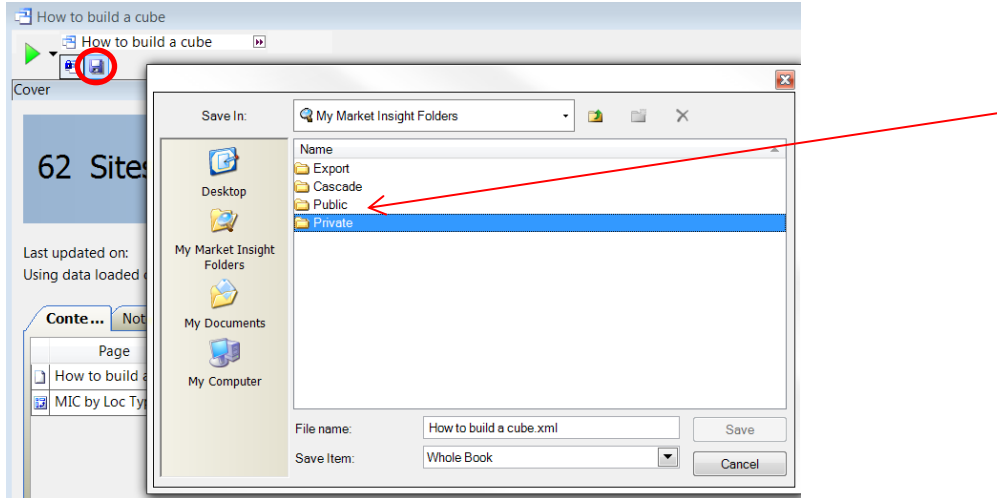 How to build a cube
How to build a cube
Cover
62 Sites
Last updated on:
Using data loaded
Conte... Not
Page
How to build a
MIC by Loc Typ
Save In:
My Market Insight Folders
Desktop
My Market Insight
Folders
My Documents
My Computer
Name
Export
Cascade
Public
Private
File name:
How to build a cube.xml
Save
Save Item:
Whole Book
Cancel